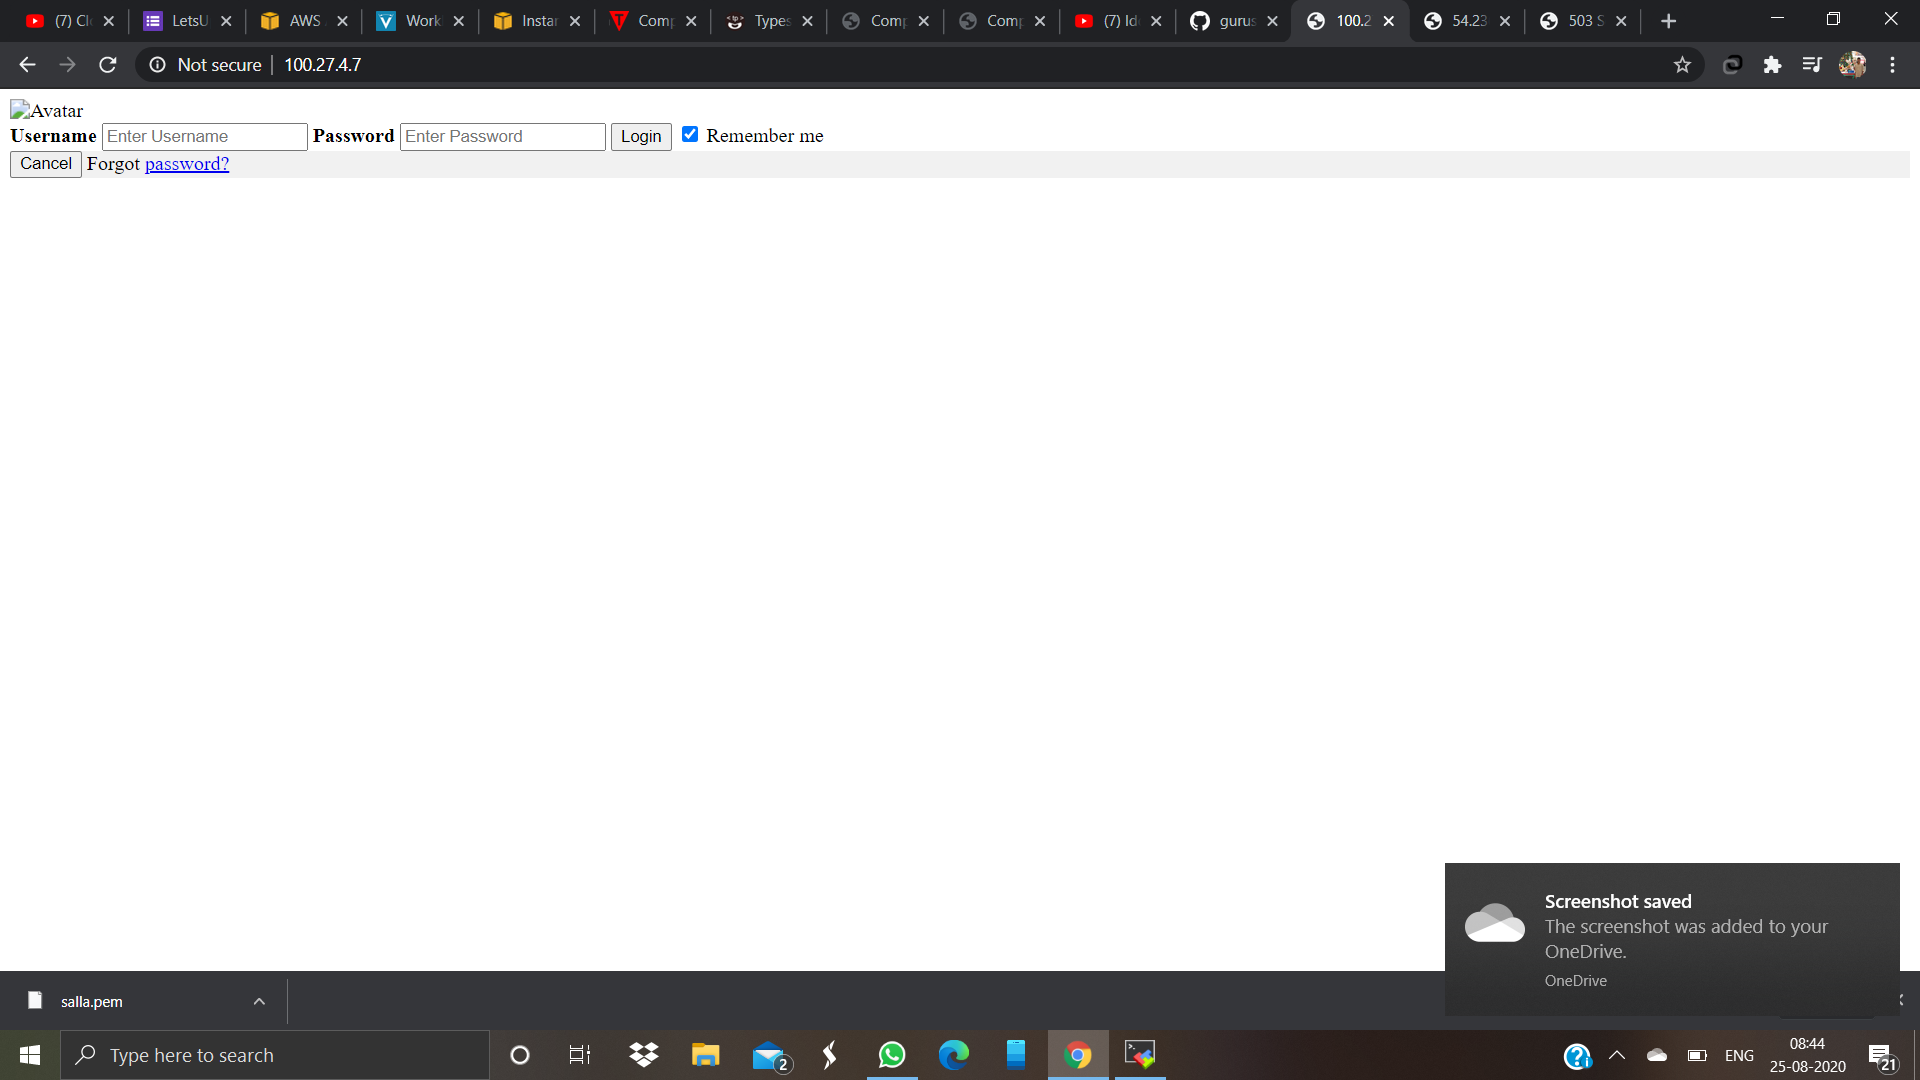 (7) Cl
LetsU
AWS
Work
Instar
Comp
Types
Comp
Comp
(7) Id
gurus
100.2
54.23
503 S
Not secure | 100.27.4.7
Avatar
Username Enter Username Password Enter Password Login Remember me
Cancel Forgot password?
Screenshot saved
The screenshot was added to your
OneDrive.
OneDrive
salla.pem
Type here to search
2
ENG
08:44
25-08-2020
21